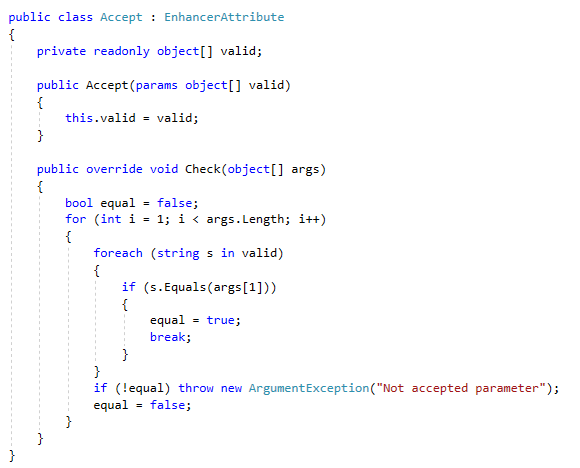 public class Accept : EnhancerAttribute
{
private readonly object[] valid;
public Accept(params object[] valid)
{
this.valid = valid;
}
public override void Check(object[] args)
{
bool equal = false;
for (int i = 1; i < args.Length; i++)
{
foreach (string s in valid)
{
if (s.Equals(args[1]))
{
equal = true;
break;
}
}
if (!equal) throw new ArgumentException("Not accepted parameter");
equal = false;
}
}
}